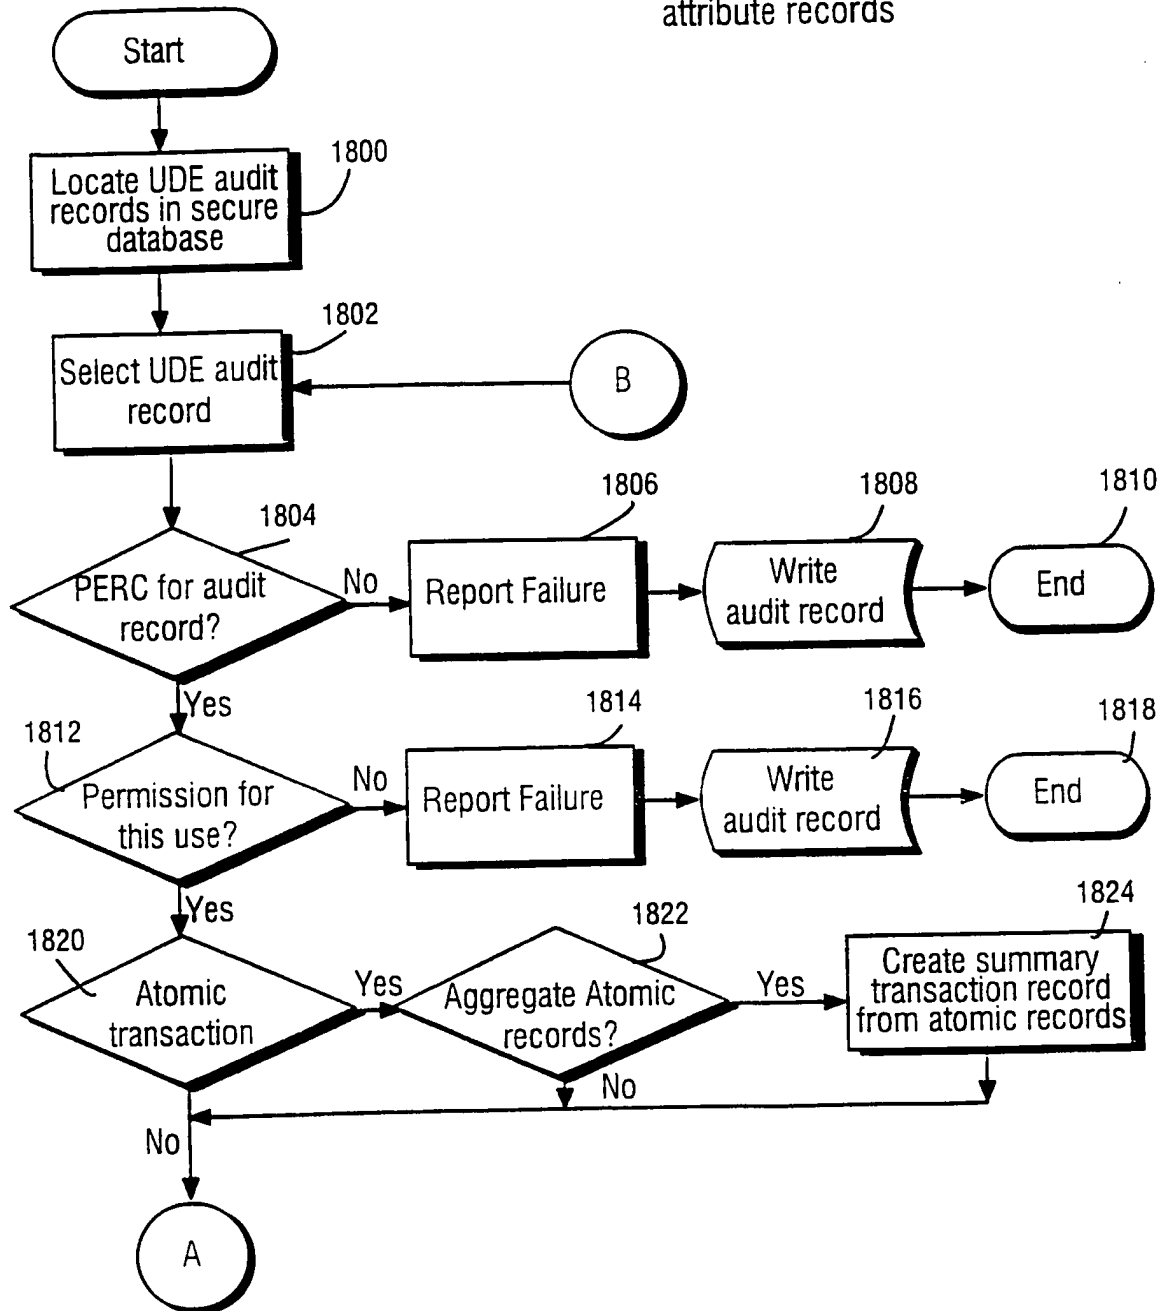 attribute records
Start
1800
Locate UDE audit
records in secure
database
1802
Select UDE audit
record
B
1804
PERC for audit
record?
No
1806
Report Failure
1808
Write
audit record
1810
End
Yes
1812
Permission for
this use?
No
1814
Report Failure
1816
Write
audit record
1818
End
Yes
1820
Atomic
transaction
Yes
1822
Aggregate Atomic
records?
Yes
1824
Create summary
transaction record
from atomic records
No
No
A